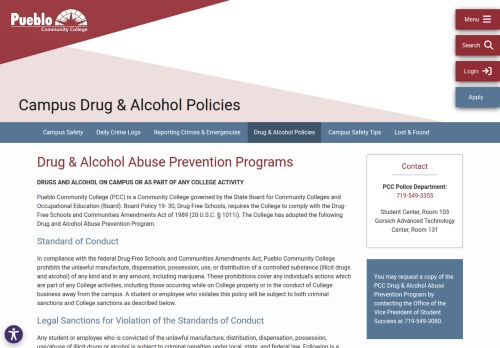 Pueblo
Community College
Menu
Search
Login
Apply
Campus Drug & Alcohol Policies
Campus Safety
Daily Crime Logs
Reporting Crimes & Emergencies
Drug & Alcohol Policies
Campus Safety Tips
Lost & Found
Drug & Alcohol Abuse Prevention Programs
DRUGS AND ALCOHOL ON CAMPUS OR AS PART OF ANY COLLEGE ACTIVITY
Pueblo Community College (PCC) is a Community College governed by the State Board for Community Colleges and
Occupational Education (Board). Board Policy 19- 30, Drug-Free Schools, requires the College to comply with the Drug-
Free Schools and Communities Amendments Act of 1989 (20 U.S.C. § 1011i). The College has adopted the following
Drug and Alcohol Abuse Prevention Program.
Standard of Conduct
In compliance with the federal Drug-Free Schools and Communities Amendments Act, Pueblo Community College
prohibits the unlawful manufacture, dispensation, possession, use, or distribution of a controlled substance (illicit drugs
and alcohol) of any kind and in any amount, including marijuana. These prohibitions cover any individual's actions which
are part of any College activities, including those occurring while on College property or in the conduct of College
business away from the campus. A student or employee who violates this policy will be subject to both criminal
sanctions and College sanctions as described below.
Legal Sanctions for Violation of the Standards of Conduct
Any student or employee who is convicted of the unlawful manufacture, distribution, dispensation, possession,
use/abuse of illicit drugs or alcohol is subject to criminal penalties under local, state, and federal law. Following is a
Contact
PCC Police Department:
719-549-3355
Student Center, Room 103
Gorsich Advanced Technology
Center, Room 131
You may request a copy of the
PCC Drug & Alcohol Abuse
Prevention Program by
contacting the Office of the
Vice President of Student
Success at 719-549-3080.